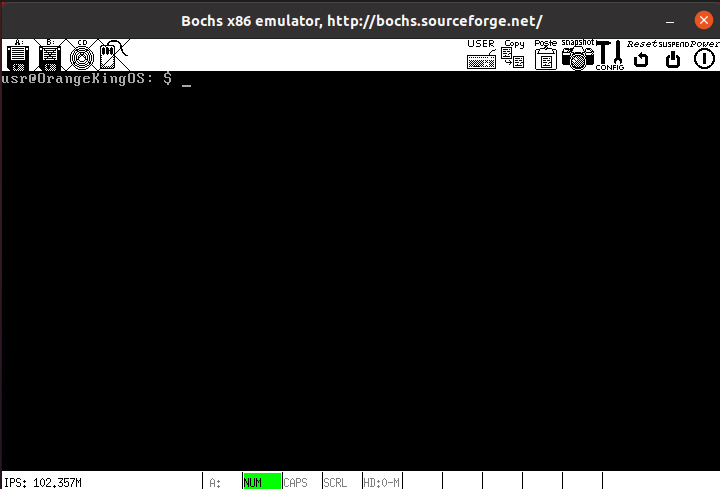 Bochs x86 emulator, http://bochs.sourceforge.net/
A: B: CD USER Copy Paste snapshot CONFIG Reset SUSPEND Power
usr@OrangeKingOS: $ _
IPS: 102.357M A: NUM CAPS SCRL HD:0-M